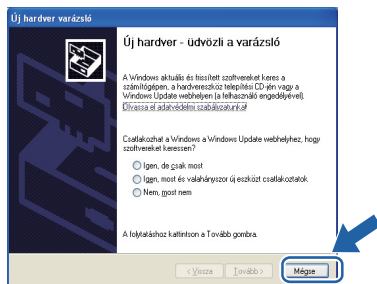 Új hardver varázsló
Új hardver - üdvözli a varázsló
A Windows aktuális és frissített szoftvereket keres a
számítógépen, a hardvereszköz telepítési CD-jén vagy a
Windows Update webhelyen (a felhasználó engedélyével).
Olvassa el adatvédelmi szabályzatunkat
Csatlakozhat a Windows a Windows Update webhelyhez, hogy
szoftvereket keressen?
Igen, de csak most
Igen, most és valahányszor új eszközt csatlakoztatok
Nem, most nem
A folytatáshoz kattintson a Tovább gombra.
< Vissza Tovább > Mégse